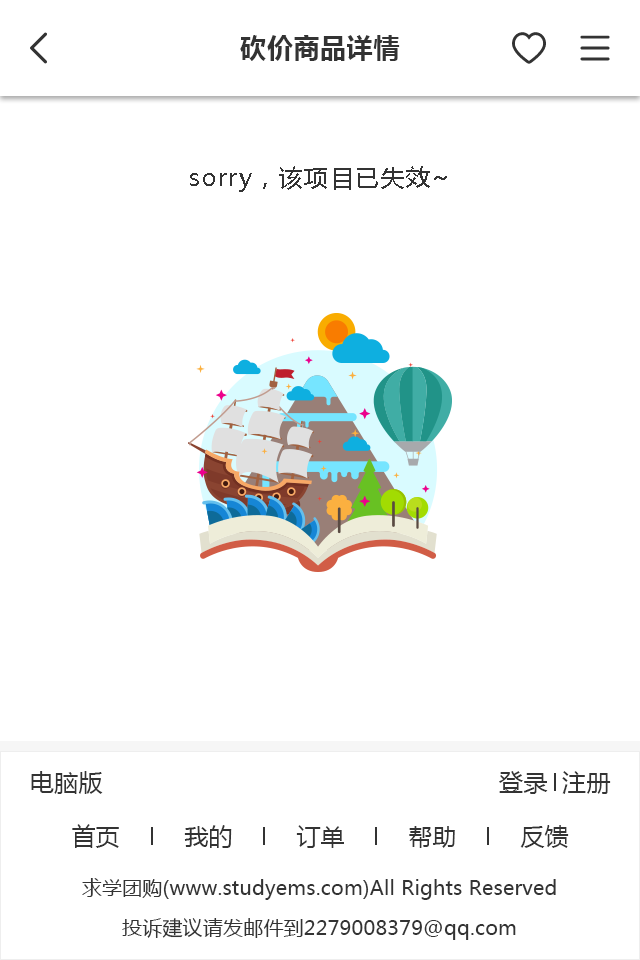 砍价商品详情
sorry，该项目已失效~
电脑版 登录|注册
首页 | 我的 | 订单 | 帮助 | 反馈
求学团购(www.studyems.com)All Rights Reserved
投诉建议请发邮件到2279008379@qq.com